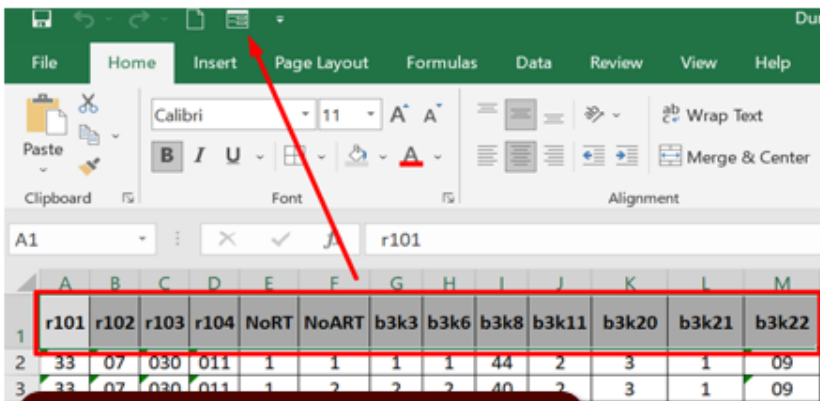 Du
File Home Insert Page Layout Formulas Data Review View Help
Calibri 11 A A ab Wrap Text
Paste B I U A Merge & Center
Clipboard Font Alignment
A1 fx r101
A B C D E F G H I J K L M
1 r101 r102 r103 r104 NoRT NoART b3k3 b3k6 b3k8 b3k11 b3k20 b3k21 b3k22
2 33 07 030 011 1 1 1 1 44 2 3 1 09
3 33 07 030 011 1 2 2 2 40 2 3 1 09